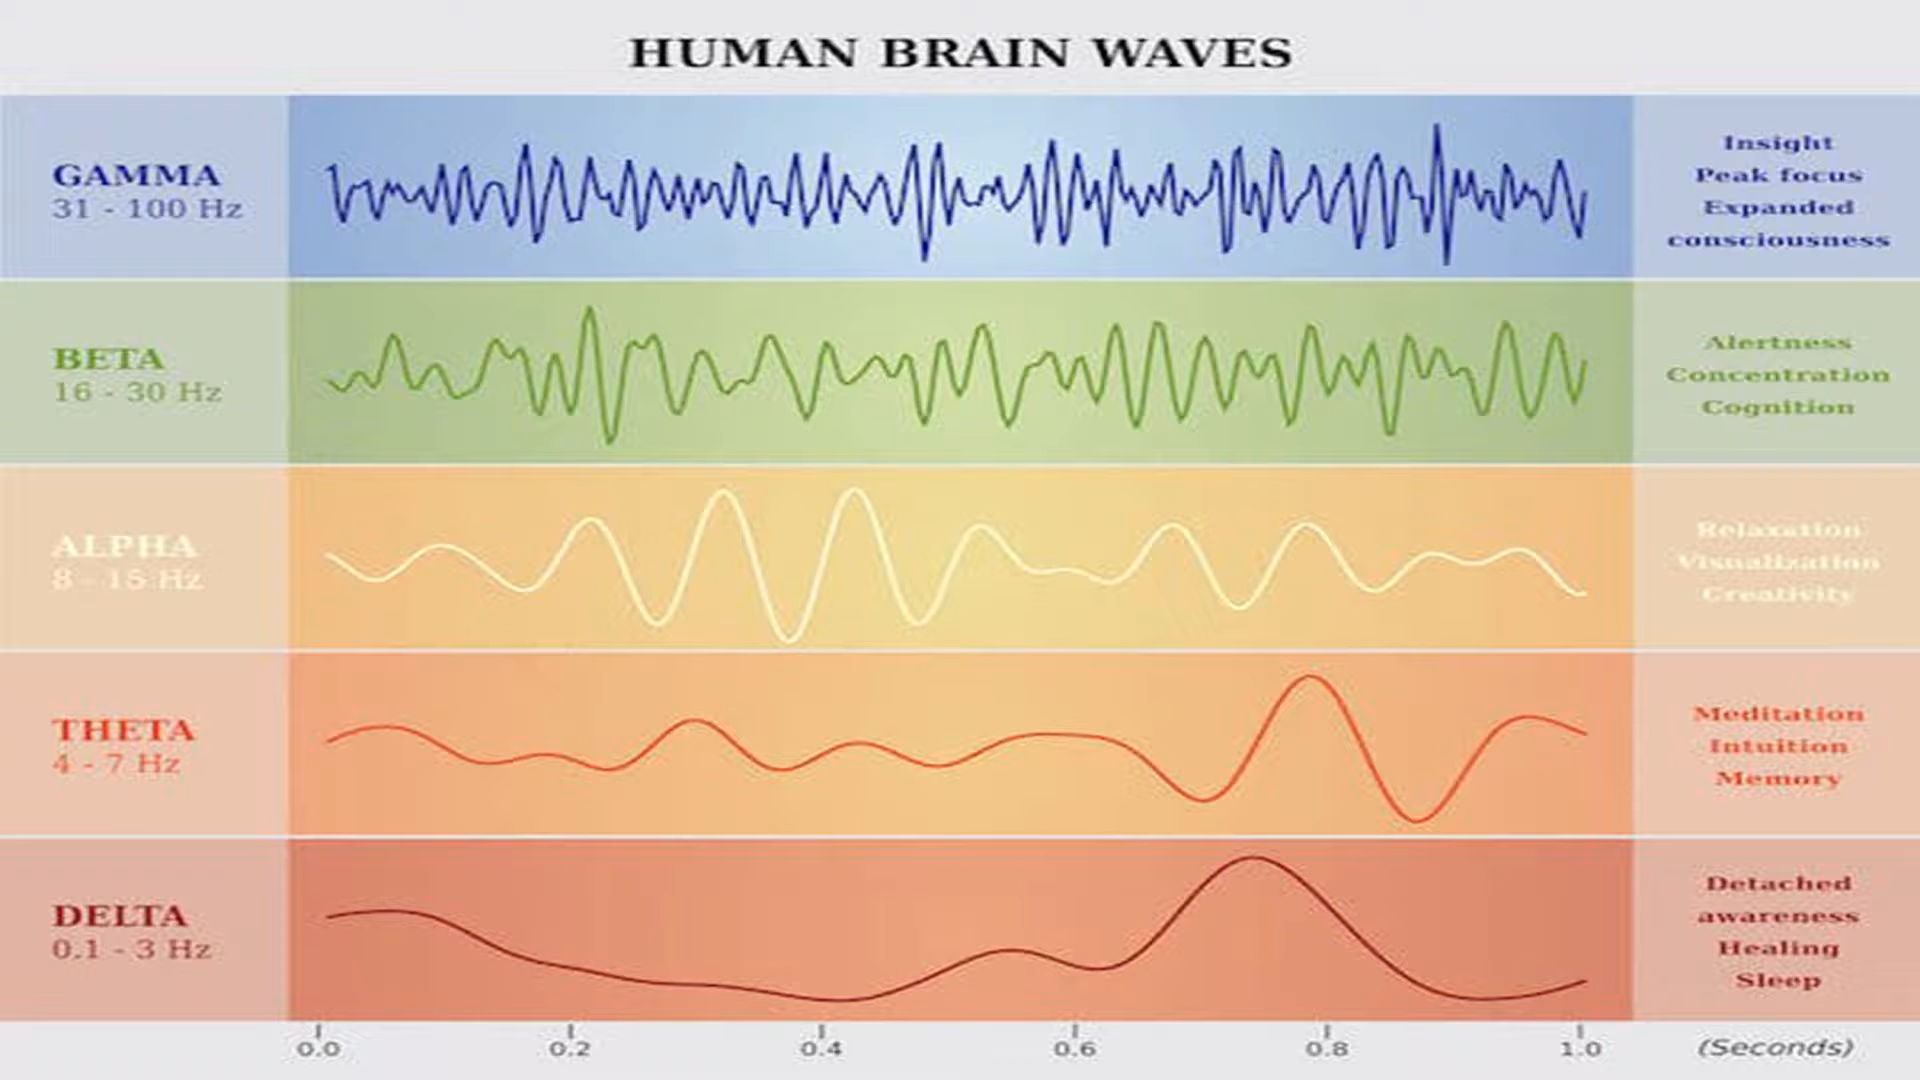 HUMAN BRAIN WAVES
GAMMA
31 - 100 Hz
Insight
Peak focus
Expanded
consciousness
BETA
16 - 30 Hz
Alertness
Concentration
Cognition
ALPHA
8 - 15 Hz
Relaxation
Visualization
Creativity
THETA
4 - 7 Hz
Meditation
Intuition
Memory
DELTA
0.1 - 3 Hz
Detached
awareness
Healing
Sleep
0.0 0.2 0.4 0.6 0.8 1.0 (Seconds)